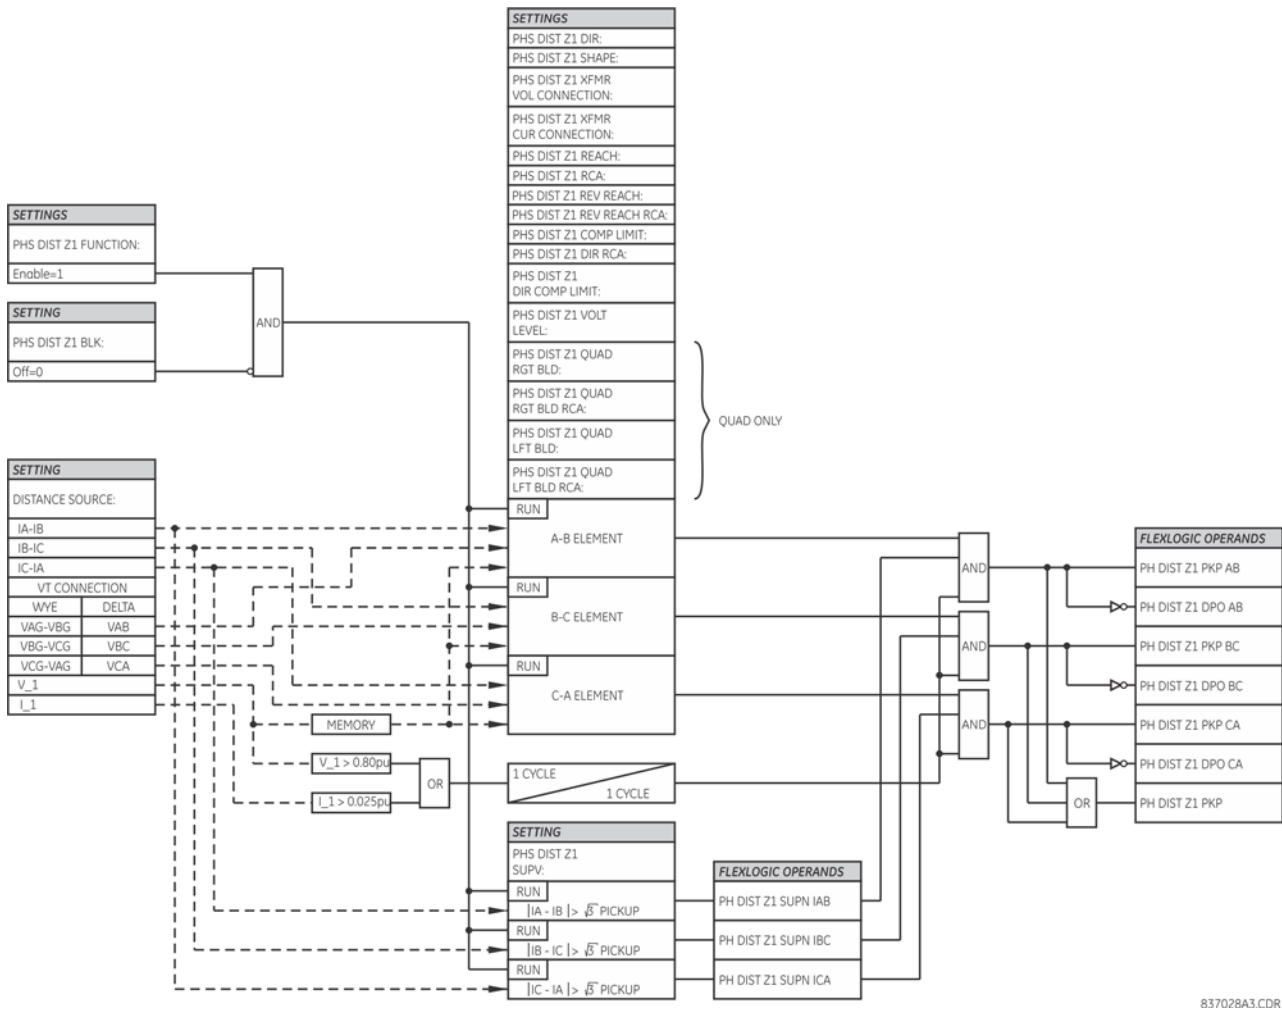 SETTINGS
PHS DIST Z1 DIR:
PHS DIST Z1 SHAPE:
PHS DIST Z1 XFMR
VOL CONNECTION:
PHS DIST Z1 XFMR
CUR CONNECTION:
PHS DIST Z1 REACH:
PHS DIST Z1 RCA:
PHS DIST Z1 REV REACH:
PHS DIST Z1 REV REACH RCA:
PHS DIST Z1 COMP LIMIT:
PHS DIST Z1 DIR RCA:
PHS DIST Z1
DIR COMP LIMIT:
PHS DIST Z1 VOLT
LEVEL:
PHS DIST Z1 QUAD
RGT BLD:
PHS DIST Z1 QUAD
RGT BLD RCA:
PHS DIST Z1 QUAD
LFT BLD:
PHS DIST Z1 QUAD
LFT BLD RCA:
QUAD ONLY
SETTINGS
PHS DIST Z1 FUNCTION:
Enable=1
SETTING
PHS DIST Z1 BLK:
Off=0
AND
SETTING
DISTANCE SOURCE:
IA-IB
IB-IC
IC-IA
VT CONNECTION
WYE DELTA
VAG-VBG VAB
VBG-VCG VBC
VCG-VAG VCA
V_1
I_1
RUN
A-B ELEMENT
RUN
B-C ELEMENT
RUN
C-A ELEMENT
MEMORY
V_1 > 0.80pu
I_1 > 0.025pu
OR
1 CYCLE
1 CYCLE
SETTING
PHS DIST Z1
SUPV:
RUN
|IA - IB |> √3 PICKUP
RUN
|IB - IC |> √3 PICKUP
RUN
|IC - IA |> √3 PICKUP
FLEXLOGIC OPERANDS
PH DIST Z1 SUPN IAB
PH DIST Z1 SUPN IBC
PH DIST Z1 SUPN ICA
AND
AND
AND
OR
FLEXLOGIC OPERANDS
PH DIST Z1 PKP AB
PH DIST Z1 DPO AB
PH DIST Z1 PKP BC
PH DIST Z1 DPO BC
PH DIST Z1 PKP CA
PH DIST Z1 DPO CA
PH DIST Z1 PKP
837028A3.CDR